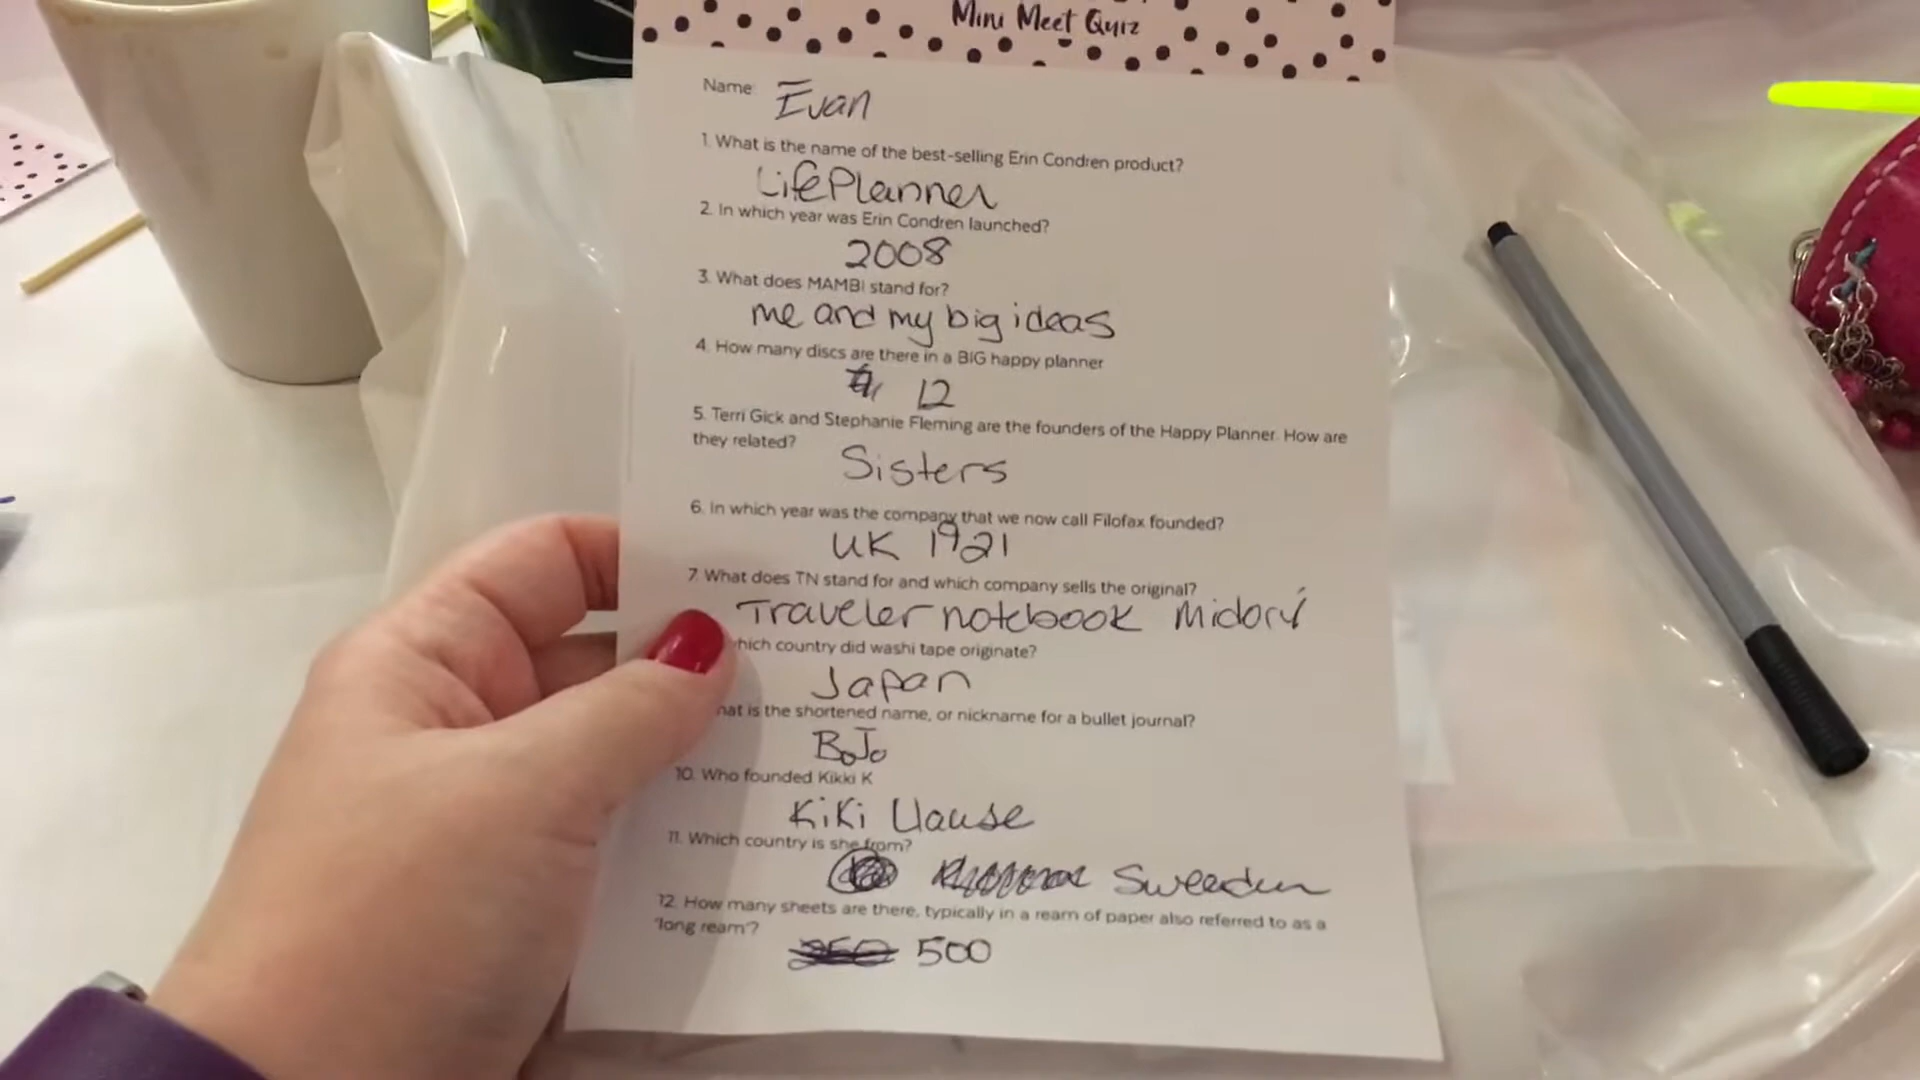 Mini Meet Quiz
Name: Evan
1. What is the name of the best-selling Erin Condren product?
LifePlanner
2. In which year was Erin Condren launched?
2008
3. What does MAMBI stand for?
me and my big ideas
4. How many discs are there in a BIG happy planner
12
5. Terri Gick and Stephanie Fleming are the founders of the Happy Planner. How are
they related?
Sisters
6. In which year was the company that we now call Filofax founded?
UK 1921
7. What does TN stand for and which company sells the original?
Traveler notebook Midori
which country did washi tape originate?
Japan
hat is the shortened name, or nickname for a bullet journal?
BoJo
10. Who founded Kikki K
KiKi Hause
11. Which country is she from?
Sweeden
12. How many sheets are there, typically in a ream of paper also referred to as a
'long ream'?
500